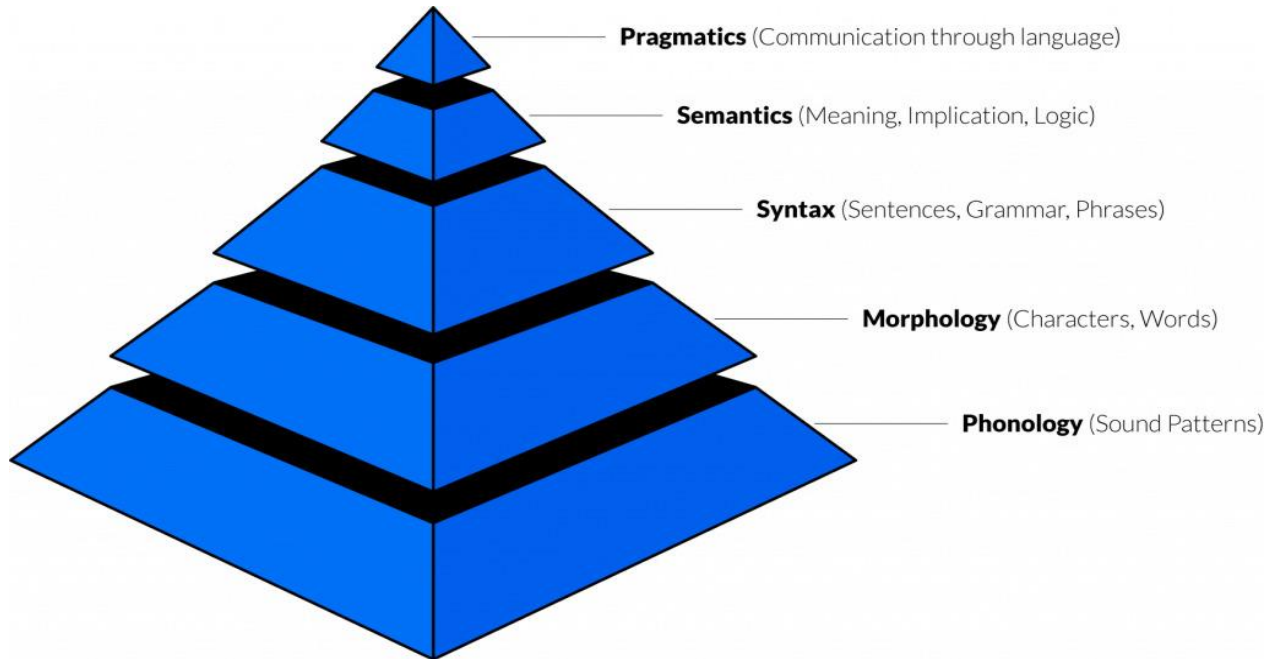 Pragmatics (Communication through language)
Semantics (Meaning, Implication, Logic)
Syntax (Sentences, Grammar, Phrases)
Morphology (Characters, Words)
Phonology (Sound Patterns)